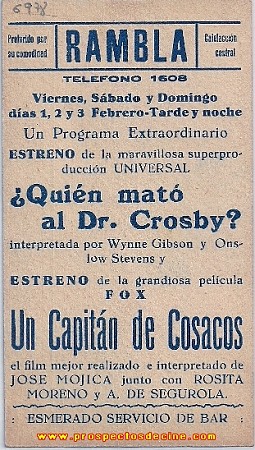 5978
Preferido por
su comodidad
RAMBLA
Calefacción
central
TELEFONO 1608
Viernes, Sábado y Domingo
días 1, 2 y 3 Febrero-Tarde y noche
Un Programa Extraordinario
ESTRENO de la maravillosa superpro-
ducción UNIVERSAL
¿Quién mató
al Dr. Crosby?
interpretada por Wynne Gibson y Ons-
low Stevens y
ESTRENO de la grandiosa película
FOX
Un Capitán de Cosacos
el film mejor realizado e interpretado de
JOSE MOJICA junto con ROSITA
MORENO y A. DE SEGUROLA.
: ESMERADO SERVICIO DE BAR :
www.prospectosdecine.com